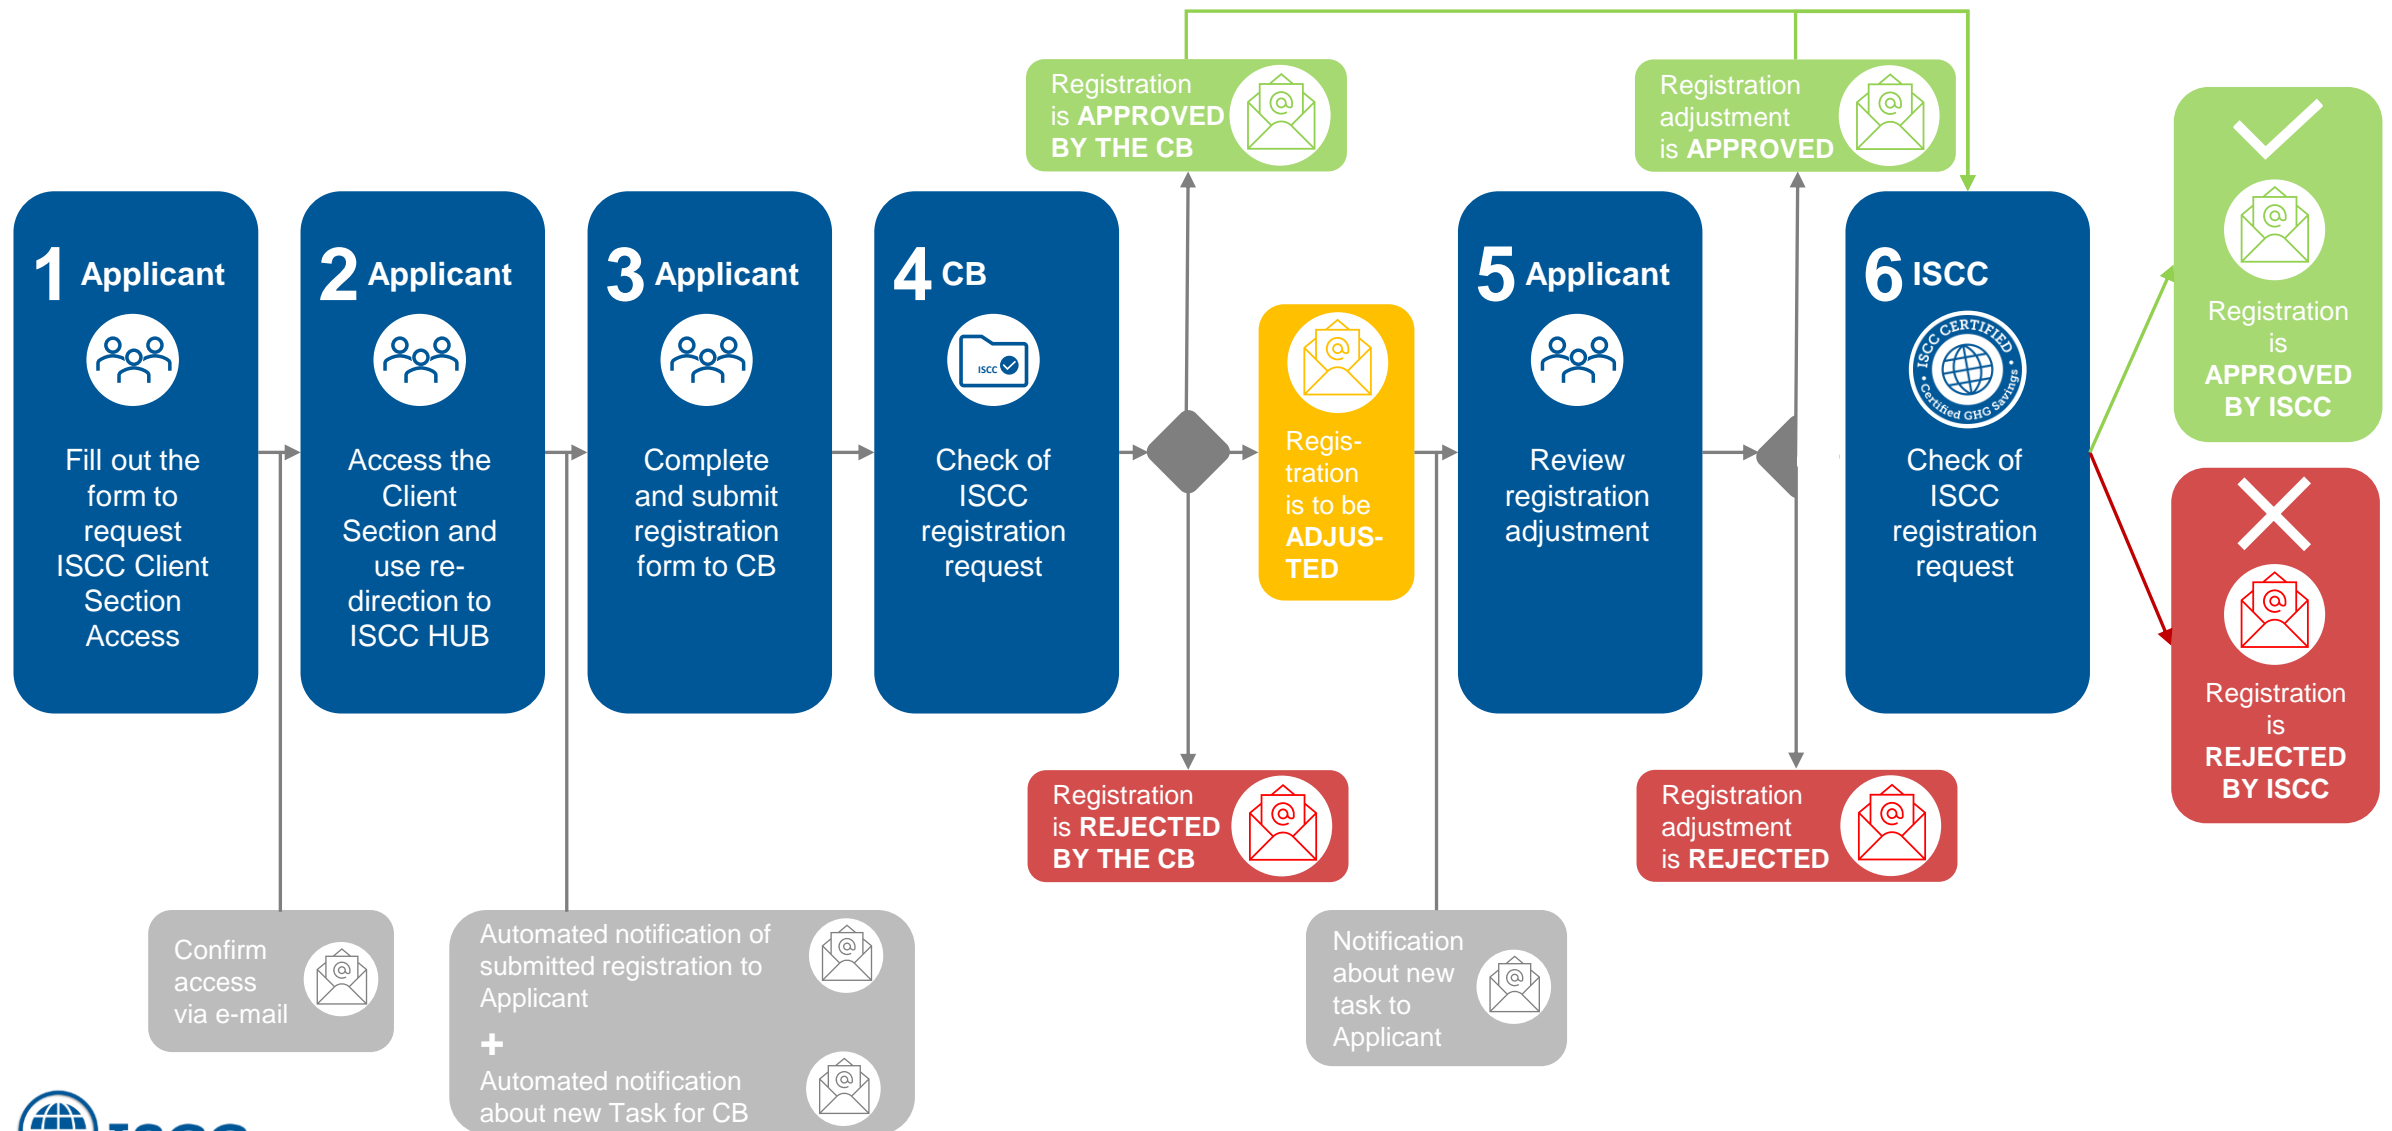 1 Applicant
Fill out the
form to
request
ISCC Client
Section
Access
2 Applicant
Access the
Client
Section and
use re-
direction to
ISCC HUB
3 Applicant
Complete
and submit
registration
form to CB
4 CB
ISCC
Check of
ISCC
registration
request
Registration
is APPROVED
BY THE CB
Regis-
tration
is to be
ADJUS-
TED
Registration
is REJECTED
BY THE CB
5 Applicant
Review
registration
adjustment
Registration
adjustment
is APPROVED
Registration
adjustment
is REJECTED
6 ISCC
ISCC CERTIFIED
Certified GHG Savings
Check of
ISCC
registration
request
Registration
is
APPROVED
BY ISCC
Registration
is
REJECTED
BY ISCC
Confirm
access
via e-mail
Automated notification of
submitted registration to
Applicant
+
Automated notification
about new Task for CB
Notification
about new
task to
Applicant
ISCC